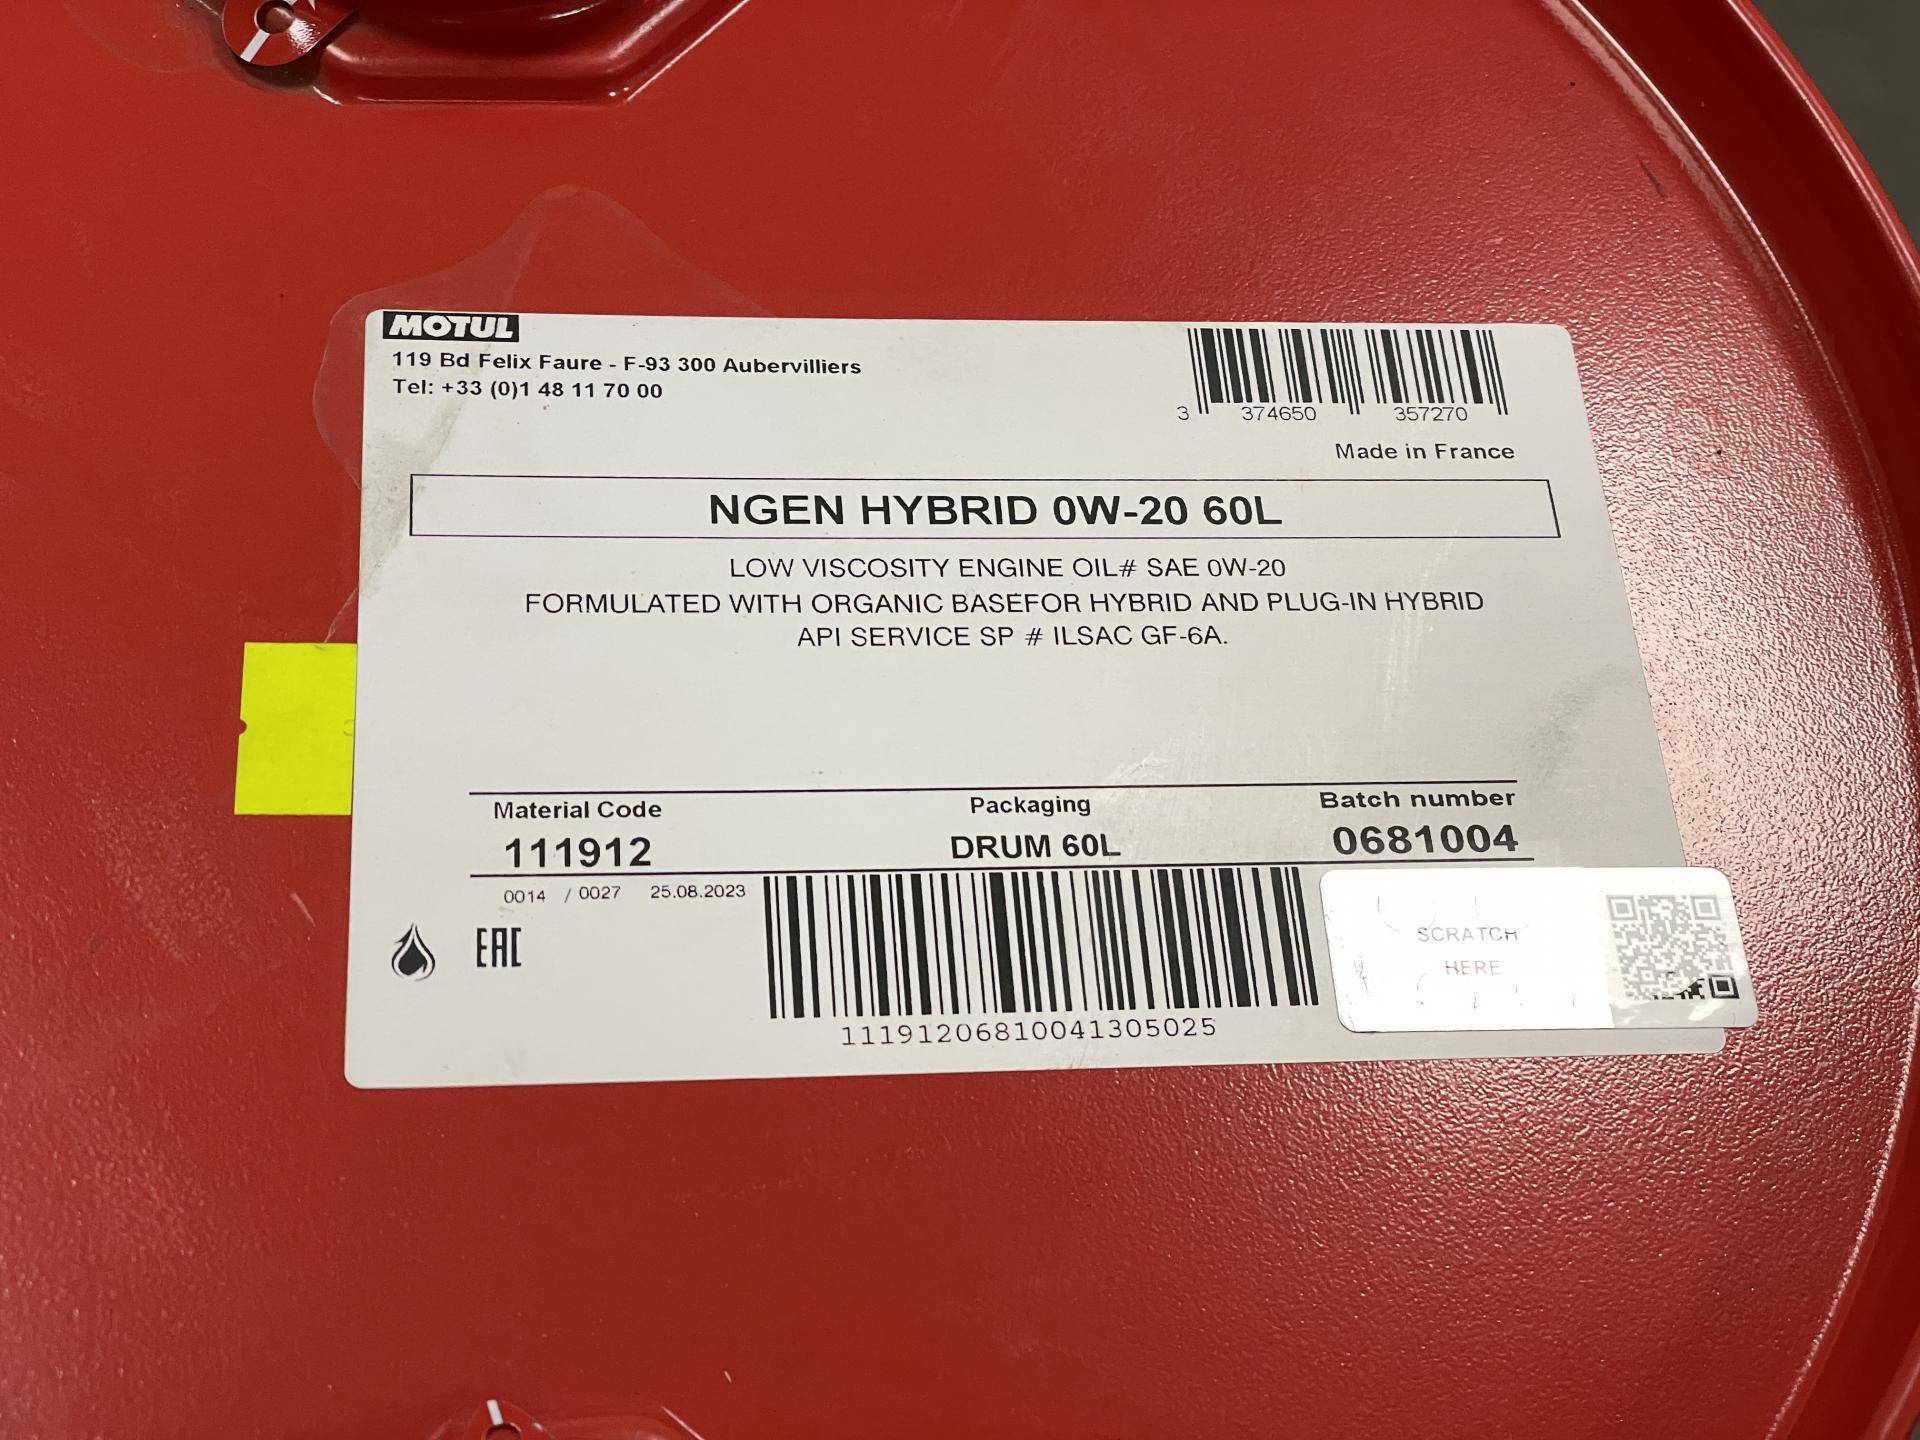 MOTUL
119 Bd Felix Faure - F-93 300 Aubervilliers
Tel: +33 (0)1 48 11 70 00
3 374650 357270
Made in France
NGEN HYBRID 0W-20 60L
LOW VISCOSITY ENGINE OIL# SAE 0W-20
FORMULATED WITH ORGANIC BASEFOR HYBRID AND PLUG-IN HYBRID
API SERVICE SP # ILSAC GF-6A.
Material Code Packaging Batch number
111912 DRUM 60L 0681004
0014 / 0027 25.08.2023
EAC
SCRATCH
HERE
11191206810041305025